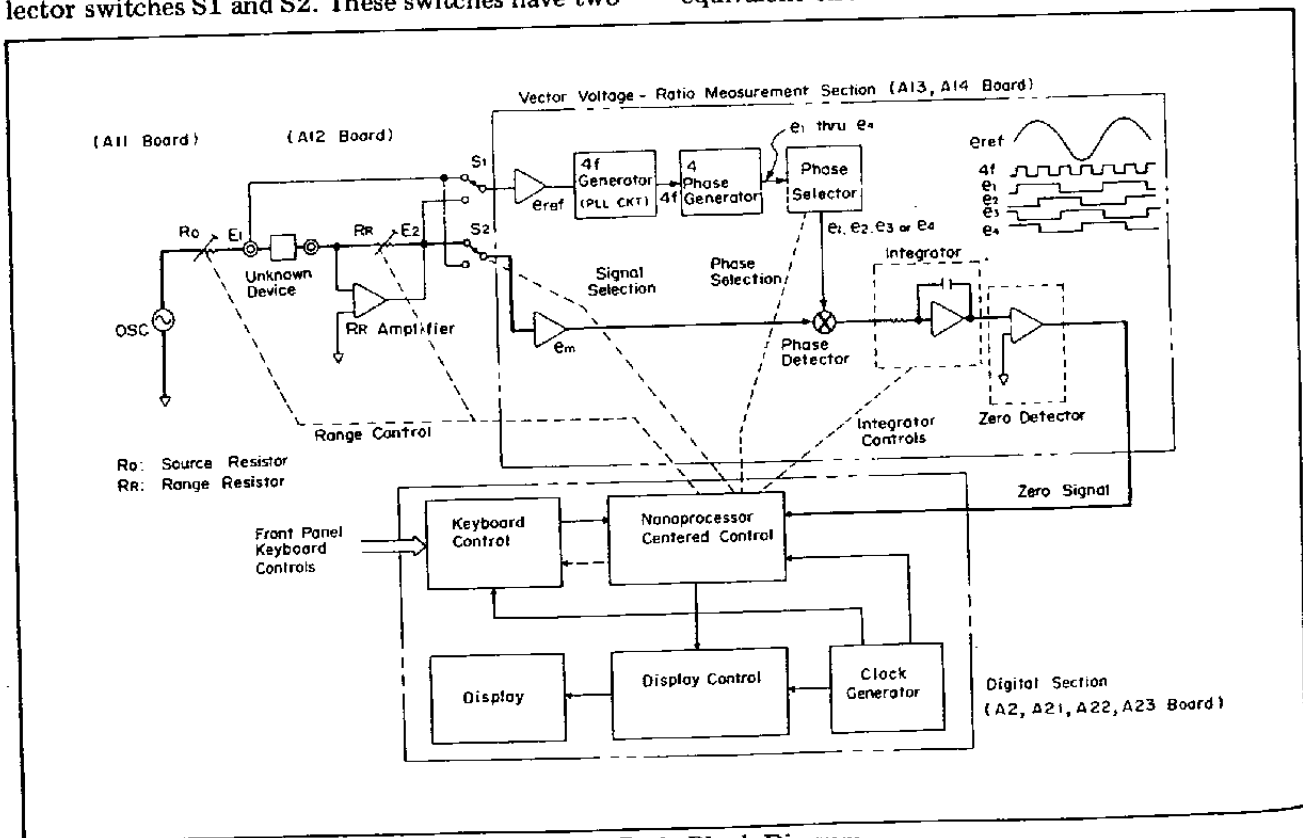 lector switches S1 and S2. These switches have two
Vector Voltage - Ratio Measurement Section (A13, A14 Board)
(A11 Board)
(A12 Board)
e1 thru e4
eref
4f
e1
e2
e3
e4
S1
eref
4f
Generator
(PLL CKT)
4f
4
Phase
Generator
Phase
Selector
Ro
E1
RR
E2
S2
e1, e2, e3 or e4
Unknown
Device
Signal
Selection
Phase
Selection
Integrator
OSC
RR Amplifier
em
Phase
Detector
Zero Detector
Range Control
Integrator
Controls
Ro: Source Resistor
RR: Range Resistor
Zero Signal
Front Panel
Keyboard
Controls
Keyboard
Control
Nanoprocessor
Centered Control
Display
Display Control
Clock
Generator
Digital Section
(A2, A21, A22, A23 Board)